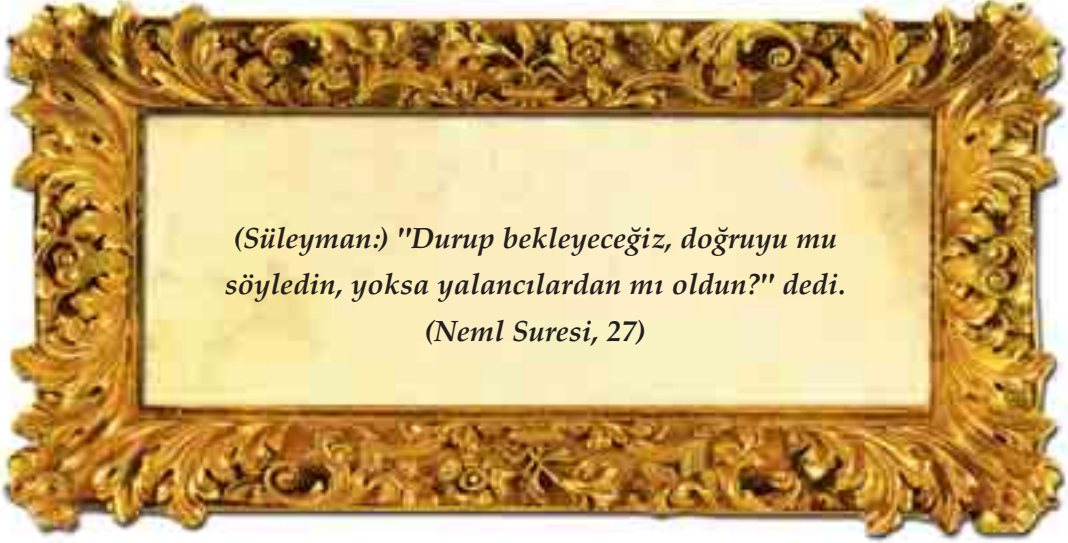 (Süleyman:) "Durup bekleyeceğiz, doğruyu mu
söyledin, yoksa yalancılardan mı oldun?" dedi.
(Neml Suresi, 27)